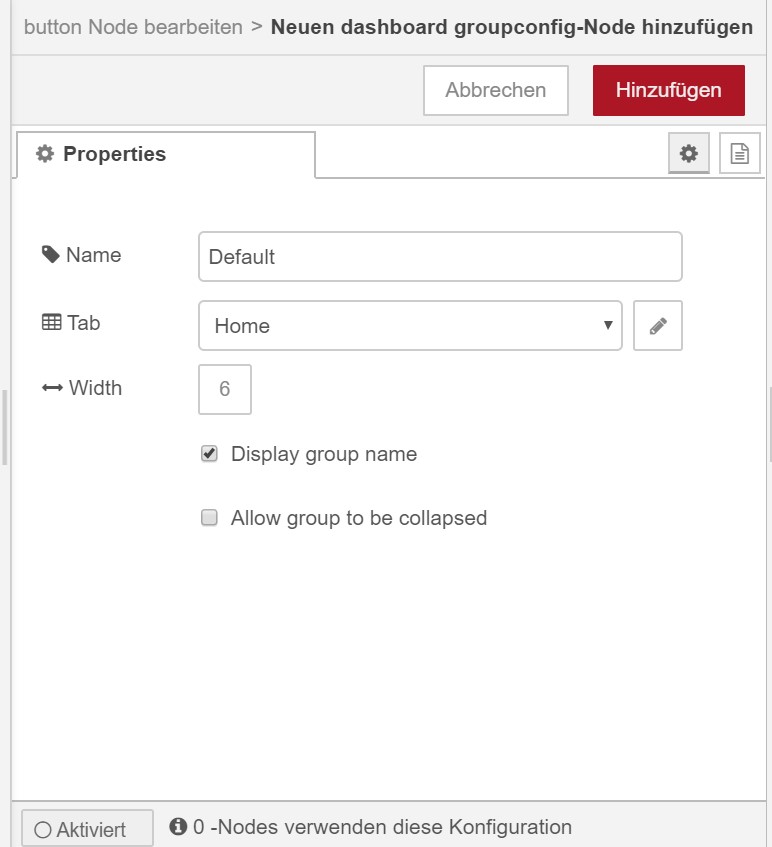 button Node bearbeiten > Neuen dashboard groupconfig-Node hinzufügen
Abbrechen
Hinzufügen
Properties
Name
Default
Tab
Home
Width
6
Display group name
Allow group to be collapsed
Aktiviert
0 -Nodes verwenden diese Konfiguration